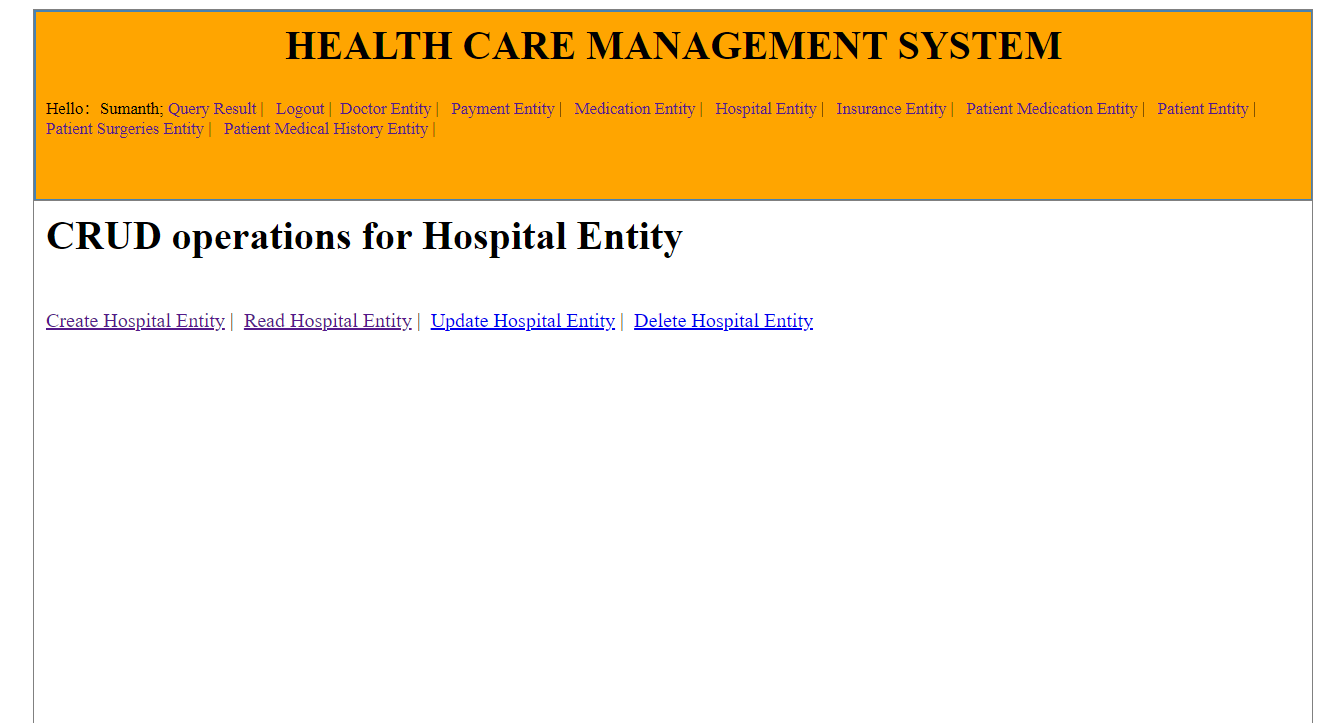 HEALTH CARE MANAGEMENT SYSTEM
Hello: Sumanth; Query Result | Logout | Doctor Entity | Payment Entity | Medication Entity | Hospital Entity | Insurance Entity | Patient Medication Entity | Patient Entity |
Patient Surgeries Entity | Patient Medical History Entity |
CRUD operations for Hospital Entity
Create Hospital Entity | Read Hospital Entity | Update Hospital Entity | Delete Hospital Entity